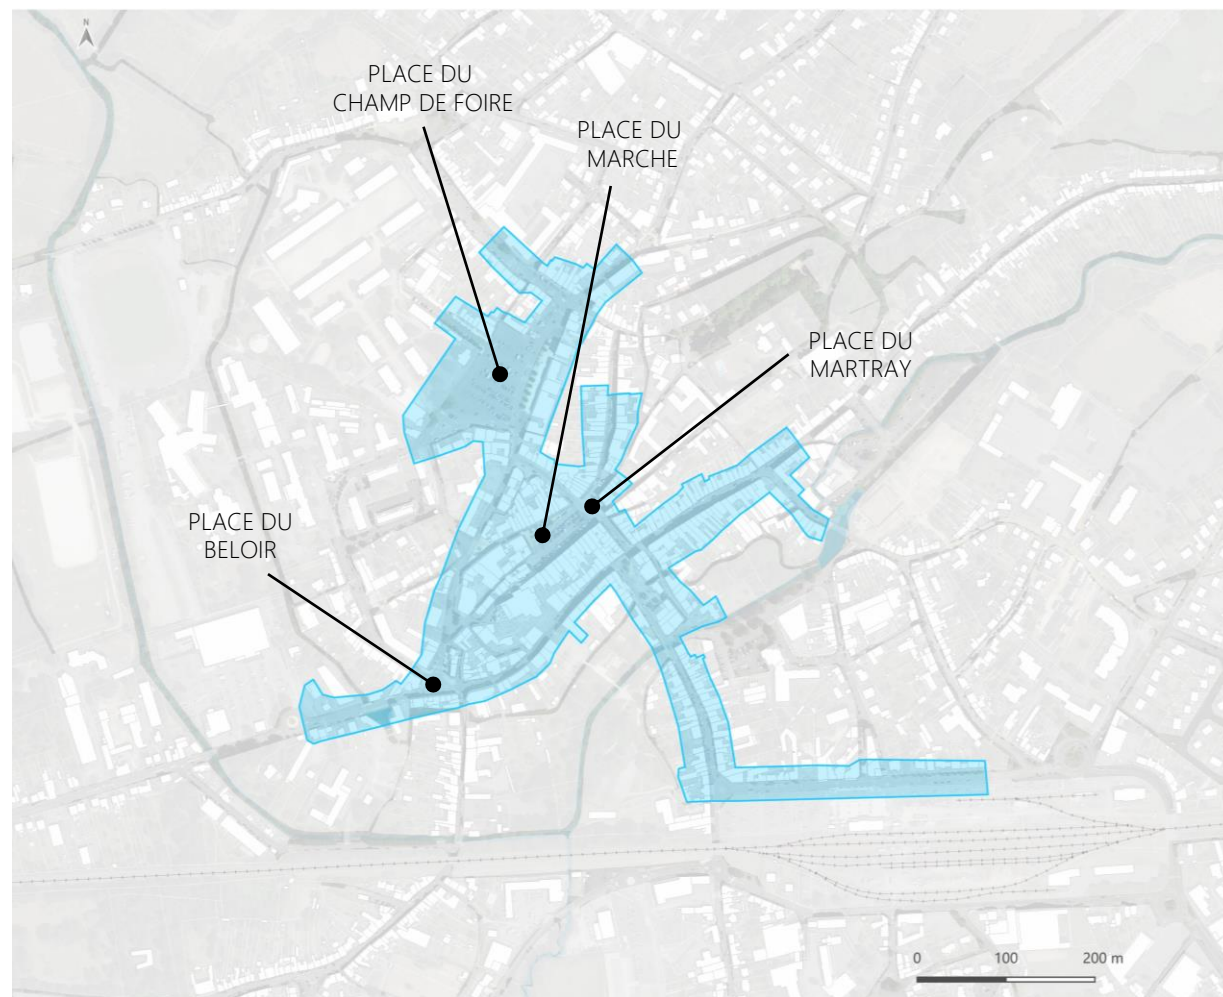 N
PLACE DU
CHAMP DE FOIRE
PLACE DU
MARCHE
PLACE DU
MARTRAY
PLACE DU
BELOIR
0 100 200 m